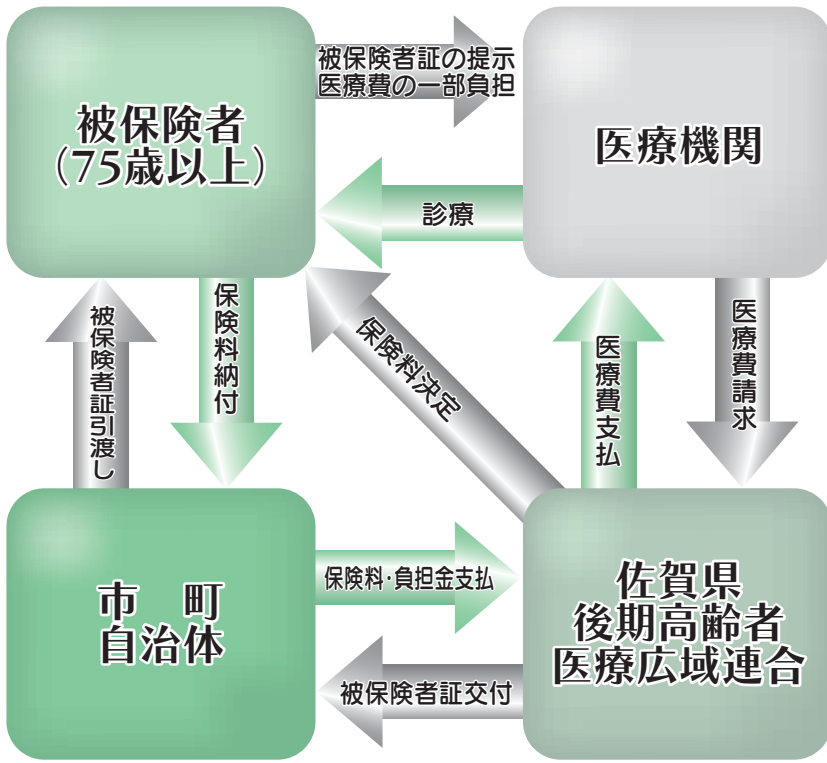 被保険者
（75歳以上）
被保険者証の提示
医療費の一部負担
医療機関
診療
被保険者証引渡し
保険料納付
保険料決定
医療費支払
医療費請求
市　町
自治体
保険料・負担金支払
被保険者証交付
佐賀県
後期高齢者
医療広域連合